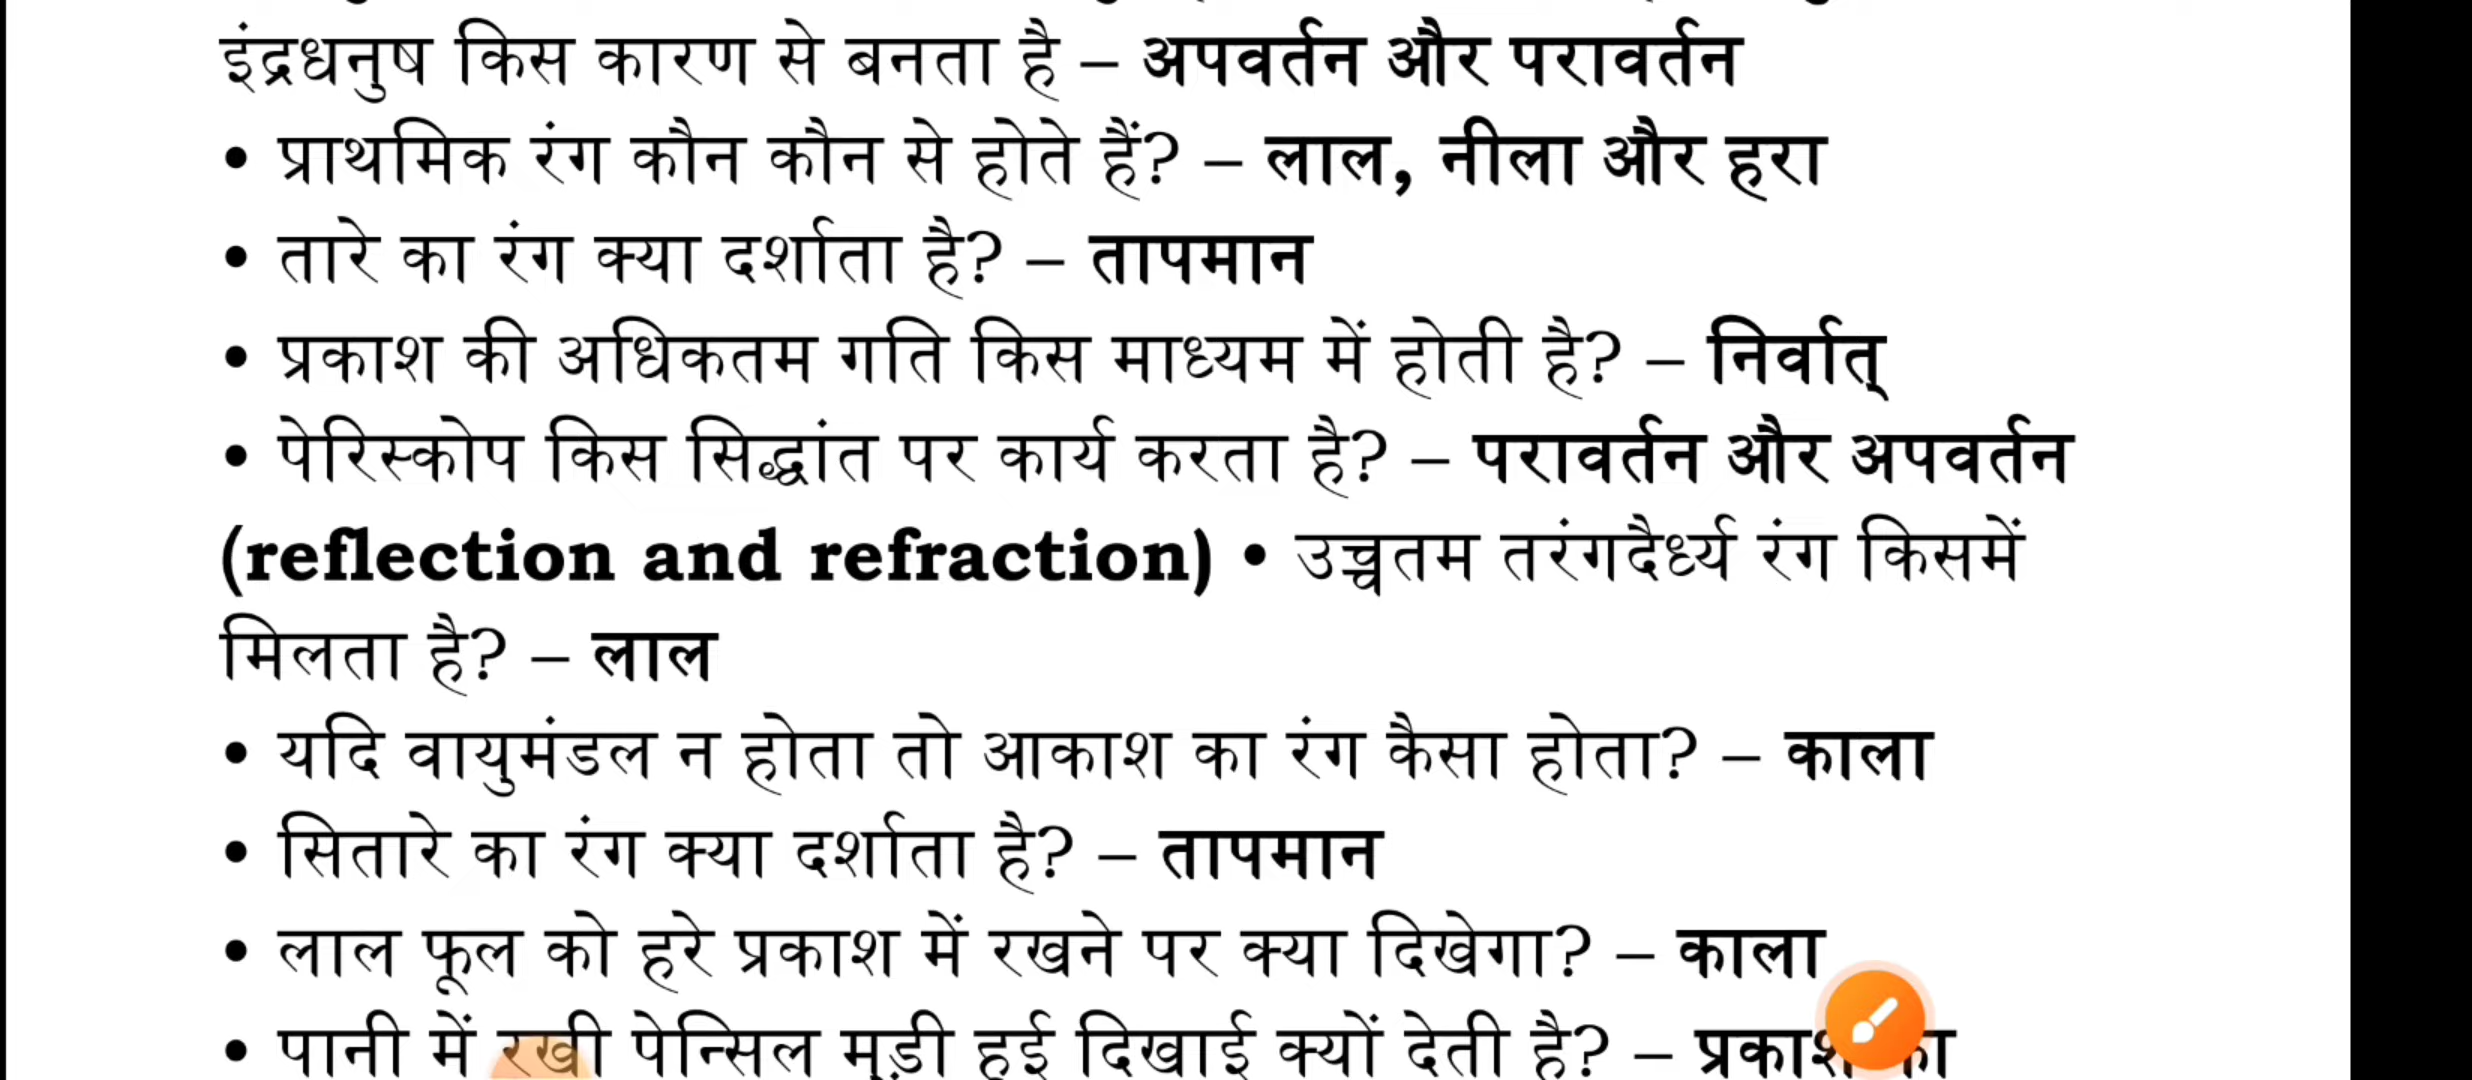 इंद्रधनुष किस कारण से बनता है – अपवर्तन और परावर्तन
• प्राथमिक रंग कौन कौन से होते हैं? – लाल, नीला और हरा
• तारे का रंग क्या दर्शाता है? – तापमान
• प्रकाश की अधिकतम गति किस माध्यम में होती है? – निर्वात्
• पेरिस्कोप किस सिद्धांत पर कार्य करता है? – परावर्तन और अपवर्तन
(reflection and refraction) • उच्चतम तरंगदैर्ध्य रंग किसमें
मिलता है? – लाल
• यदि वायुमंडल न होता तो आकाश का रंग कैसा होता? – काला
• सितारे का रंग क्या दर्शाता है? – तापमान
• लाल फूल को हरे प्रकाश में रखने पर क्या दिखेगा? – काला
• पानी में रखी पेन्सिल मुड़ी हुई दिखाई क्यों देती है? – प्रकाश का